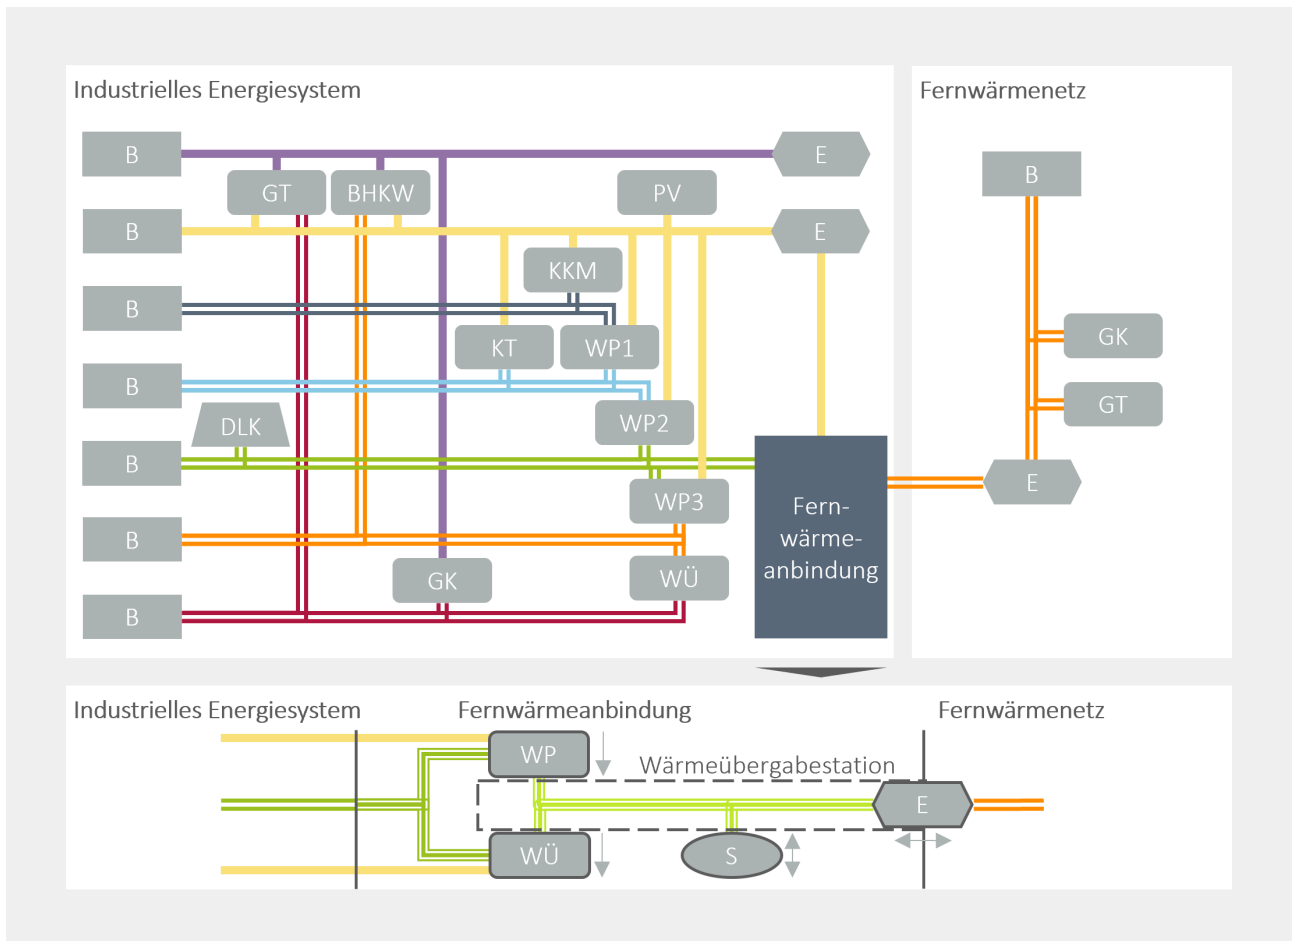 Industrielles Energiesystem
Fernwärmenetz
B
E
B
GT
BHKW
PV
B
E
KKM
B
GK
KT
WP1
B
GT
DLK
WP2
B
E
WP3
Fern-
wärme-
anbindung
B
GK
WÜ
B
Industrielles Energiesystem
Fernwärmeanbindung
Fernwärmenetz
WP
Wärmeübergabestation
E
WÜ
S